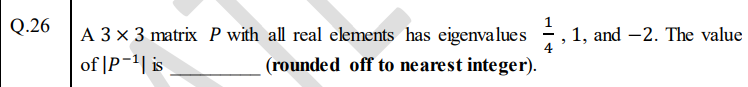 Q.26
A 3 × 3 matrix P with all real elements has eigenvalues 1/4 , 1, and −2. The value
of |P⁻¹| is __________ (rounded off to nearest integer).